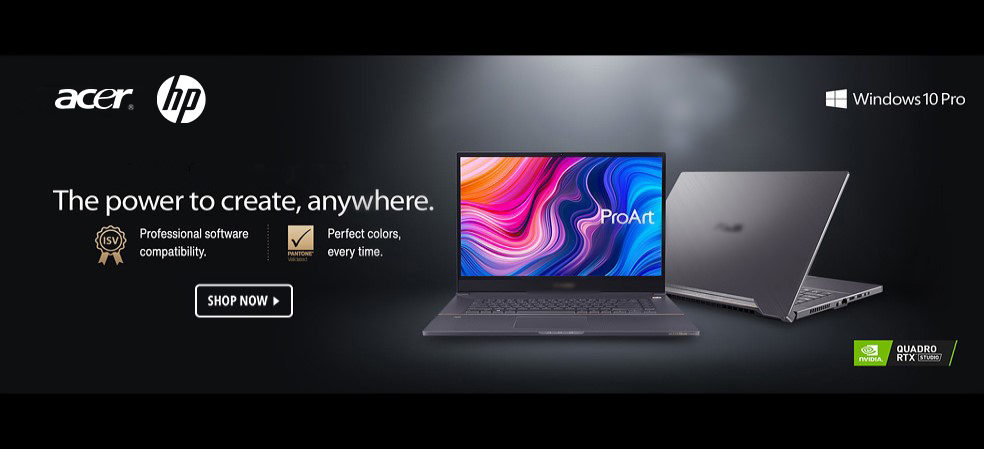 acer®
hp
Windows 10 Pro
The power to create, anywhere.
ISV
Professional software
compatibility.
PANTONE®
Perfect colors,
every time.
SHOP NOW
ProArt
NVIDIA.
QUADRO
RTX STUDIO